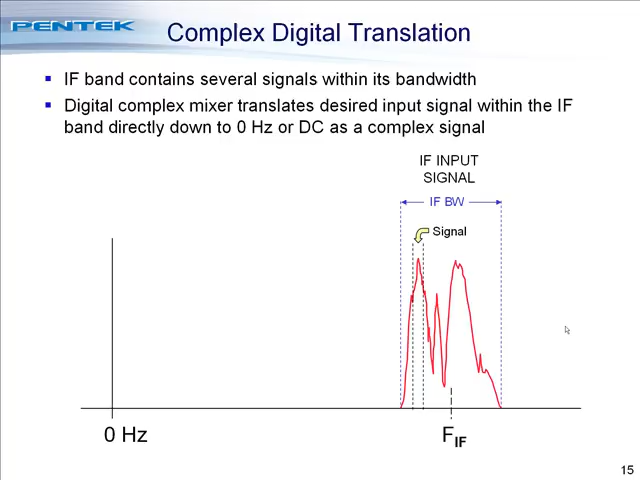 PENTEK
Complex Digital Translation
IF band contains several signals within its bandwidth
Digital complex mixer translates desired input signal within the IF
band directly down to 0 Hz or DC as a complex signal
IF INPUT
SIGNAL
IF BW
Signal
0 Hz
FIF
15